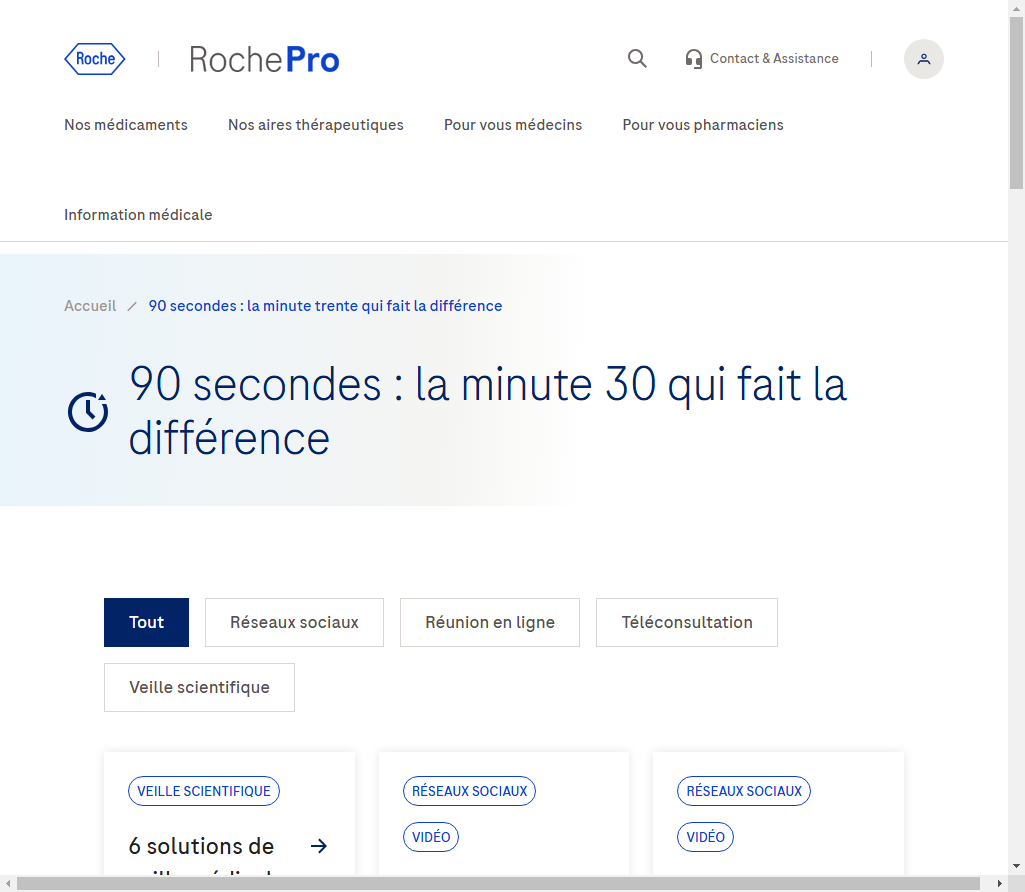 Roche
RochePro
Contact & Assistance
Nos médicaments
Nos aires thérapeutiques
Pour vous médecins
Pour vous pharmaciens
Information médicale
Accueil / 90 secondes : la minute trente qui fait la différence
90 secondes : la minute 30 qui fait la
différence
Tout
Réseaux sociaux
Réunion en ligne
Téléconsultation
Veille scientifique
VEILLE SCIENTIFIQUE
6 solutions de
RÉSEAUX SOCIAUX
VIDÉO
RÉSEAUX SOCIAUX
VIDÉO